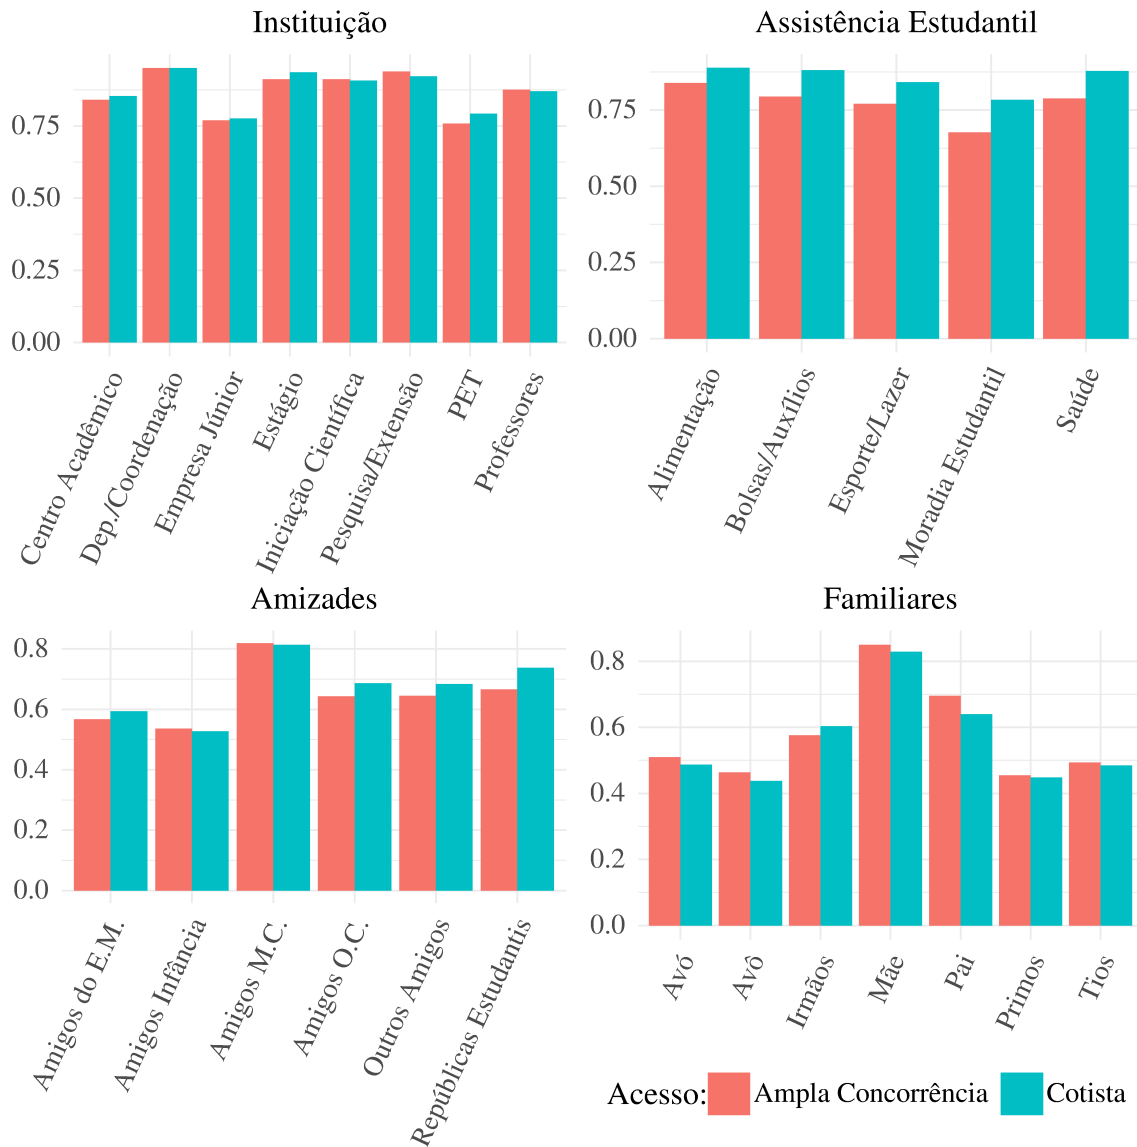 Instituição
0.75
0.50
0.25
0.00
Centro Acadêmico
Dep./Coordenação
Empresa Júnior
Estágio
Iniciação Científica
Pesquisa/Extensão
PET
Professores
Assistência Estudantil
0.75
0.50
0.25
0.00
Alimentação
Bolsas/Auxílios
Esporte/Lazer
Moradia Estudantil
Saúde
Amizades
0.8
0.6
0.4
0.2
0.0
Amigos do E.M.
Amigos Infância
Amigos M.C.
Amigos O.C.
Outros Amigos
Repúblicas Estudantis
Familiares
0.8
0.6
0.4
0.2
0.0
Avó
Avô
Irmãos
Mãe
Pai
Primos
Tios
Acesso: Ampla Concorrência Cotista